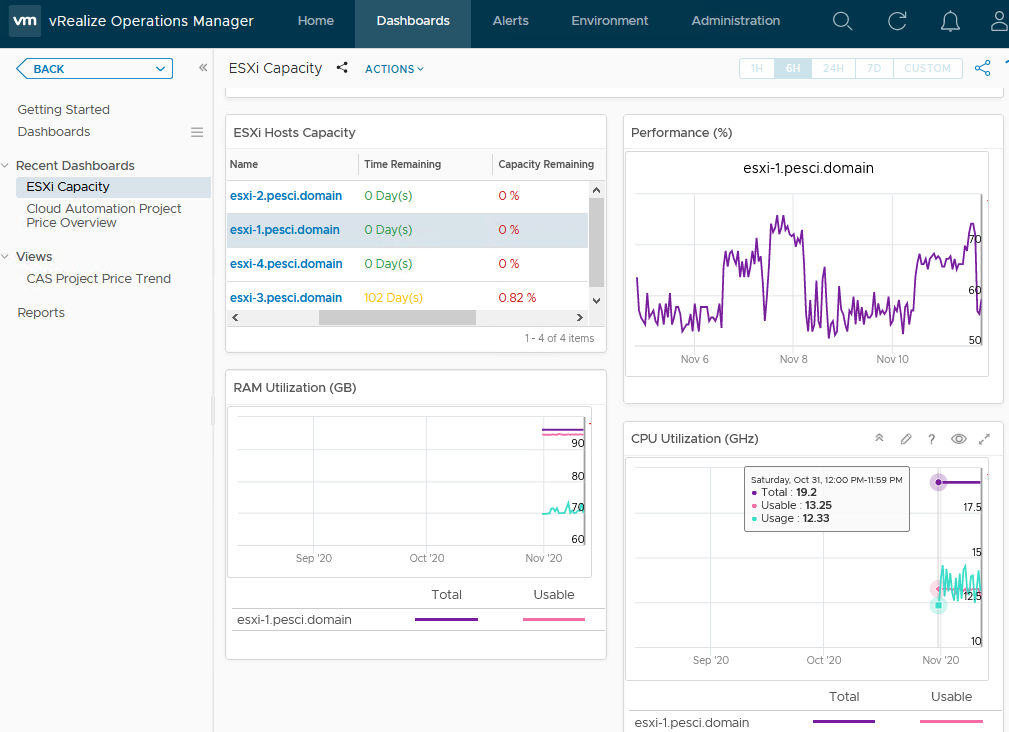 vm vRealize Operations Manager Home Dashboards Alerts Environment Administration
BACK
ESXi Capacity ACTIONS 1H 6H 24H 7D CUSTOM
Getting Started
Dashboards
Recent Dashboards
ESXi Capacity
Cloud Automation Project
Price Overview
Views
CAS Project Price Trend
Reports
ESXi Hosts Capacity
Name Time Remaining Capacity Remaining
esxi-2.pesci.domain 0 Day(s) 0 %
esxi-1.pesci.domain 0 Day(s) 0 %
esxi-4.pesci.domain 0 Day(s) 0 %
esxi-3.pesci.domain 102 Day(s) 0.82 %
1 - 4 of 4 items
Performance (%)
esxi-1.pesci.domain
70
60
50
Nov 6 Nov 8 Nov 10
RAM Utilization (GB)
90
80
70
60
Sep '20 Oct '20 Nov '20
Total Usable
esxi-1.pesci.domain
CPU Utilization (GHz) ?
Saturday, Oct 31, 12:00 PM-11:59 PM
Total : 19.2
Usable : 13.25
Usage : 12.33
17.5
15
12.5
10
Sep '20 Oct '20 Nov '20
Total Usable
esxi-1.pesci.domain